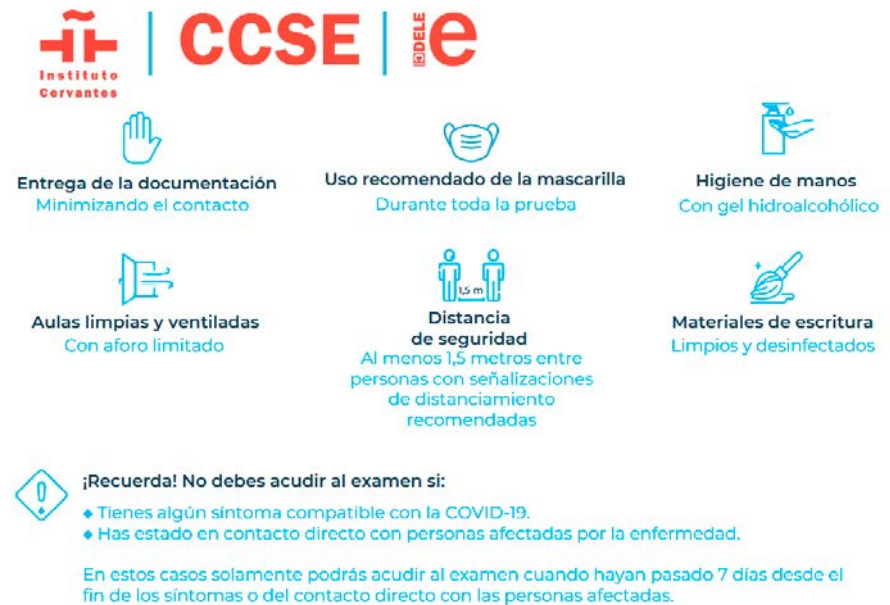 Instituto
Cervantes
CCSE
DELE
e
Entrega de la documentación
Minimizando el contacto
Uso recomendado de la mascarilla
Durante toda la prueba
Higiene de manos
Con gel hidroalcohólico
Aulas limpias y ventiladas
Con aforo limitado
1,5 m
Distancia
de seguridad
Al menos 1,5 metros entre
personas con señalizaciones
de distanciamiento
recomendadas
Materiales de escritura
Limpios y desinfectados
¡Recuerda! No debes acudir al examen si:
◆ Tienes algún síntoma compatible con la COVID-19.
◆ Has estado en contacto directo con personas afectadas por la enfermedad.
En estos casos solamente podrás acudir al examen cuando hayan pasado 7 días desde el
fin de los síntomas o del contacto directo con las personas afectadas.